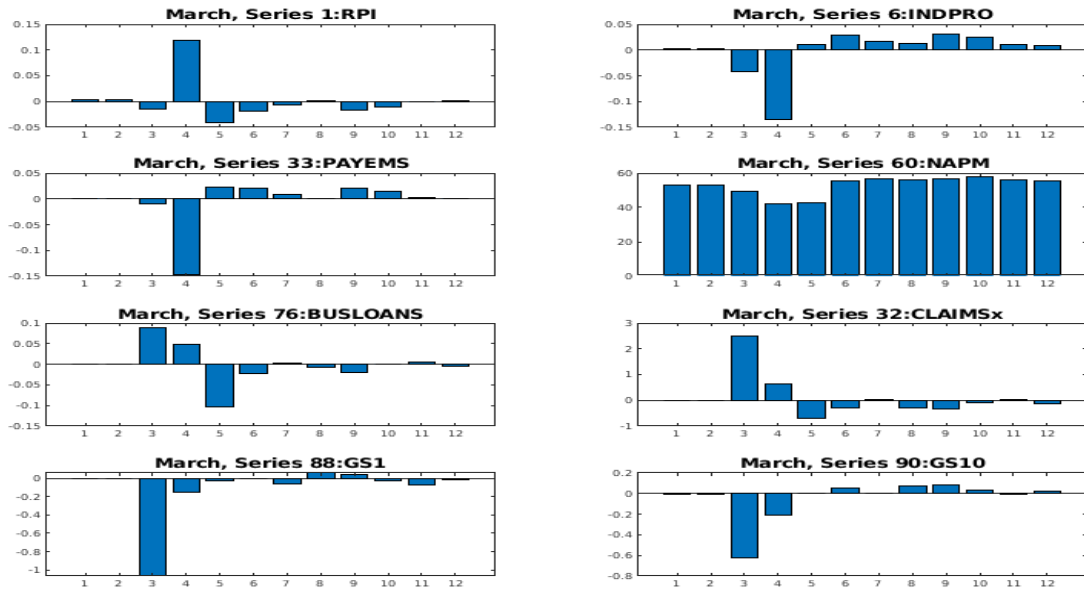 March, Series 1:RPI
0.15
0.1
0.05
0
-0.05
1 2 3 4 5 6 7 8 9 10 11 12
March, Series 6:INDPRO
0.05
0
-0.05
-0.1
-0.15
1 2 3 4 5 6 7 8 9 10 11 12
March, Series 33:PAYEMS
0.05
0
-0.05
-0.1
-0.15
1 2 3 4 5 6 7 8 9 10 11 12
March, Series 60:NAPM
60
40
20
0
1 2 3 4 5 6 7 8 9 10 11 12
March, Series 76:BUSLOANS
0.1
0.05
0
-0.05
-0.1
-0.15
1 2 3 4 5 6 7 8 9 10 11 12
March, Series 32:CLAIMSx
3
2
1
0
-1
1 2 3 4 5 6 7 8 9 10 11 12
March, Series 88:GS1
0
-0.2
-0.4
-0.6
-0.8
-1
1 2 3 4 5 6 7 8 9 10 11 12
March, Series 90:GS10
0.2
0
-0.2
-0.4
-0.6
-0.8
1 2 3 4 5 6 7 8 9 10 11 12